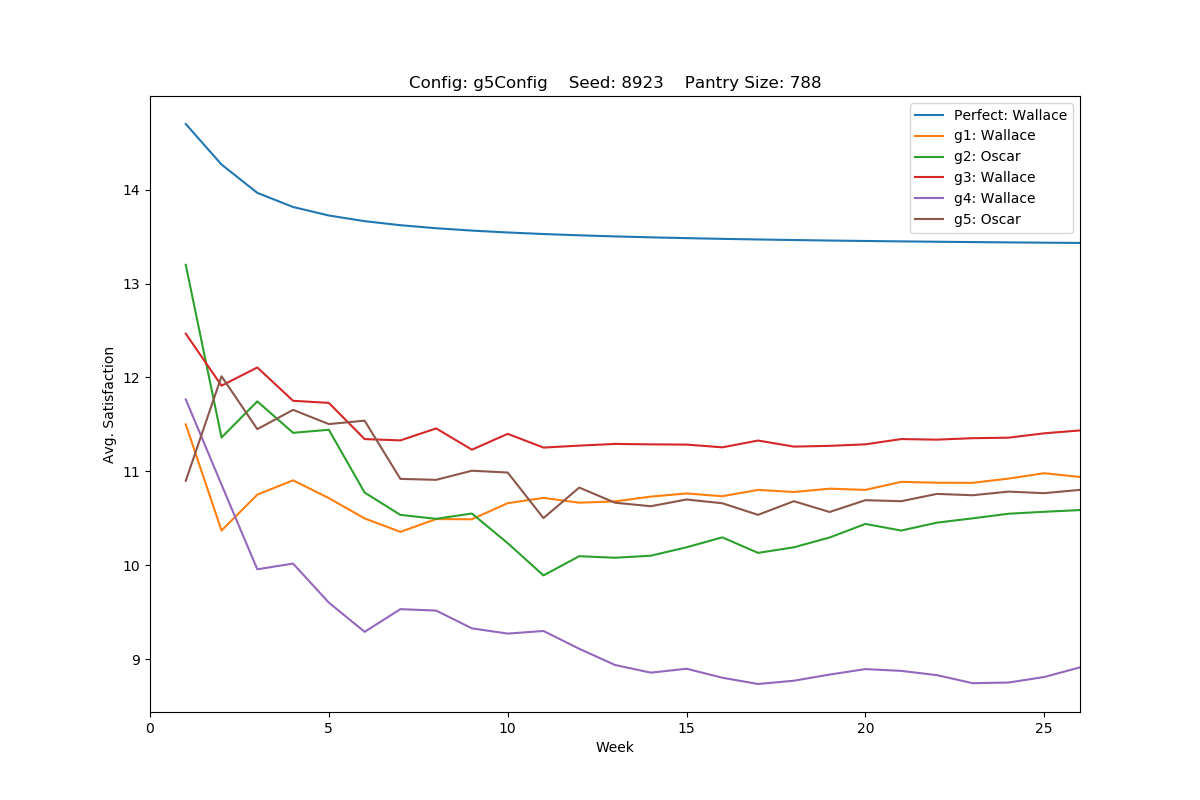 Config: g5Config    Seed: 8923    Pantry Size: 788
Perfect: Wallace
g1: Wallace
g2: Oscar
g3: Wallace
g4: Wallace
g5: Oscar
Avg. Satisfaction
14
13
12
11
10
9
0 5 10 15 20 25
Week